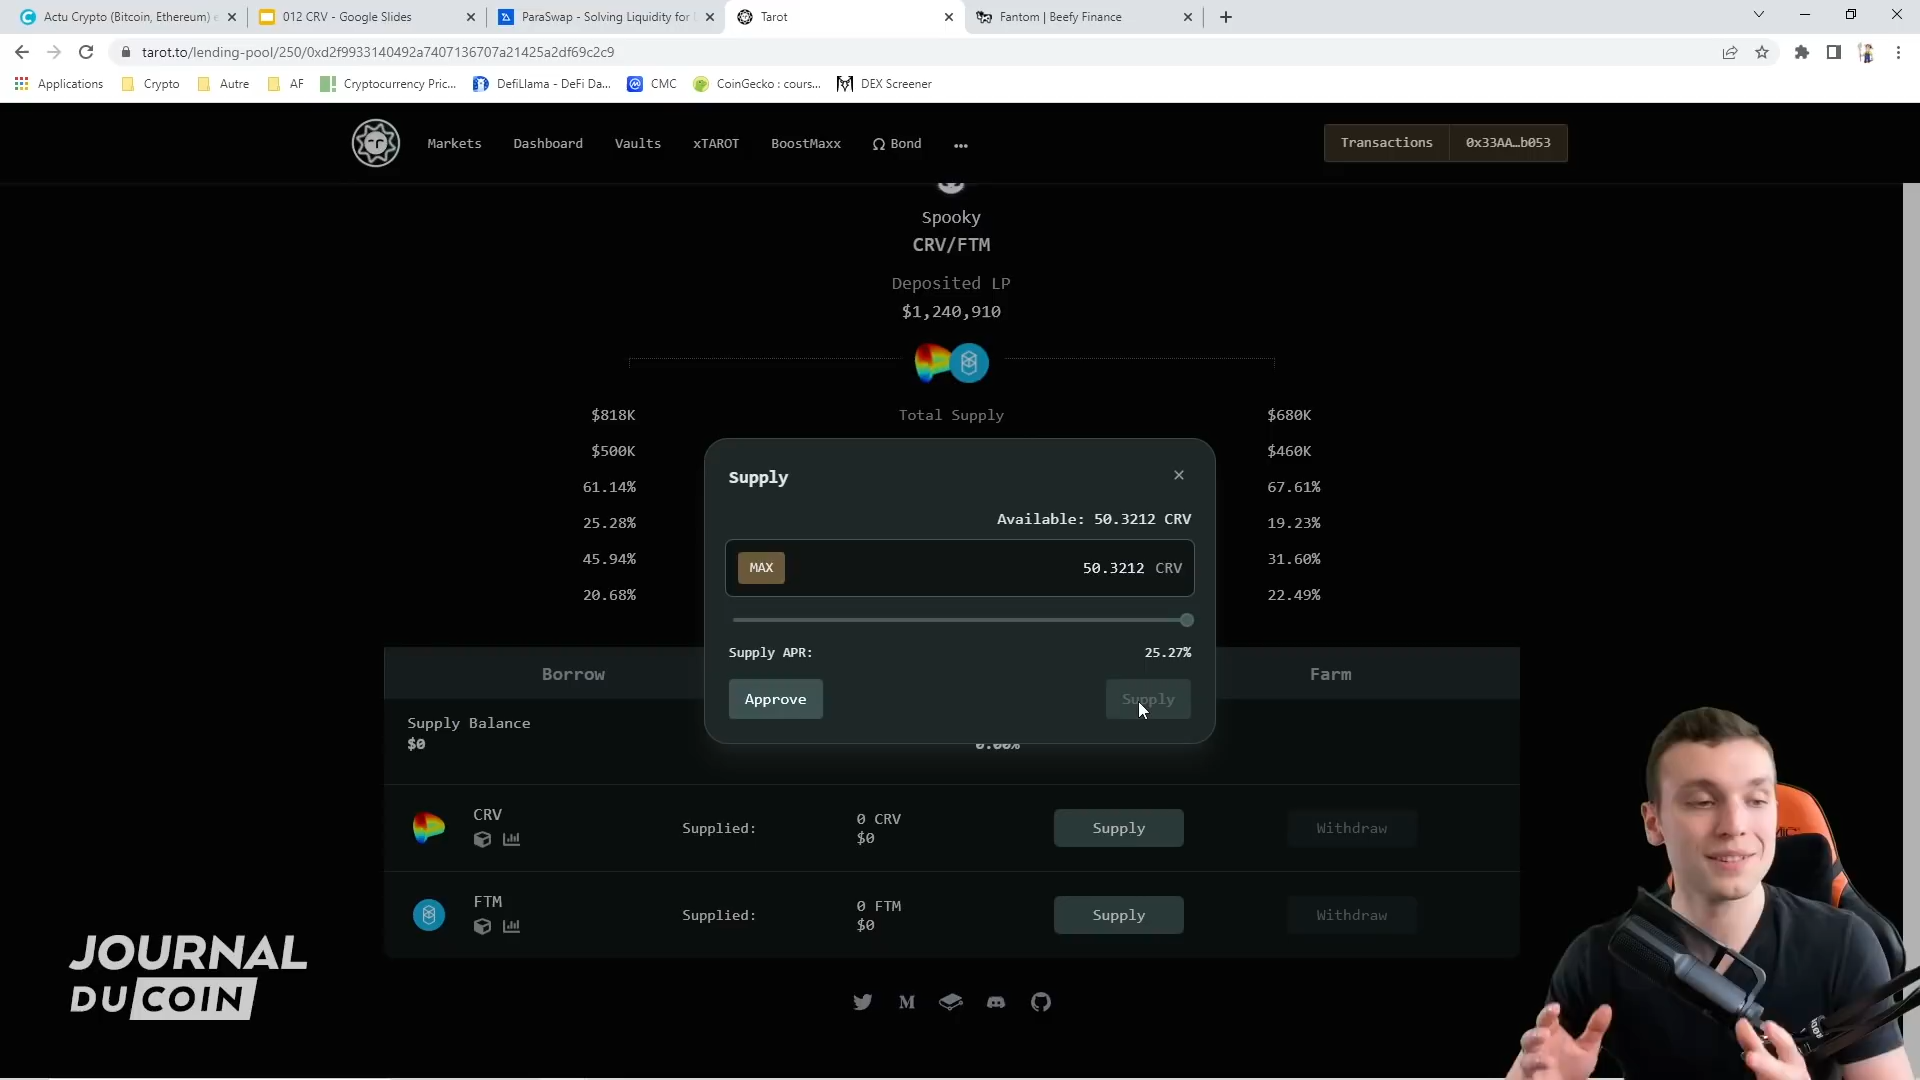 Actu Crypto (Bitcoin, Ethereum)
012 CRV - Google Slides
ParaSwap - Solving Liquidity for
Tarot
Fantom | Beefy Finance
tarot.to/lending-pool/250/0xd2f9933140492a7407136707a21425a2df69c2c9
Applications
Crypto
Autre
AF
Cryptocurrency Pric...
DefiLlama - DeFi Da...
CMC
CoinGecko : cours...
DEX Screener
Markets
Dashboard
Vaults
xTAROT
BoostMaxx
Ω Bond
...
Transactions
0x33AA…b053
Spooky
CRV/FTM
Deposited LP
$1,240,910
$818K
Total Supply
$680K
$500K
$460K
61.14%
67.61%
25.28%
19.23%
45.94%
31.60%
20.68%
22.49%
Supply
Available: 50.3212 CRV
MAX
50.3212 CRV
Supply APR:
25.27%
Approve
Supply
Borrow
Farm
Supply Balance
$0
0.00%
CRV
Supplied:
0 CRV
$0
Supply
Withdraw
FTM
Supplied:
0 FTM
$0
Supply
Withdraw
JOURNAL
DU COIN